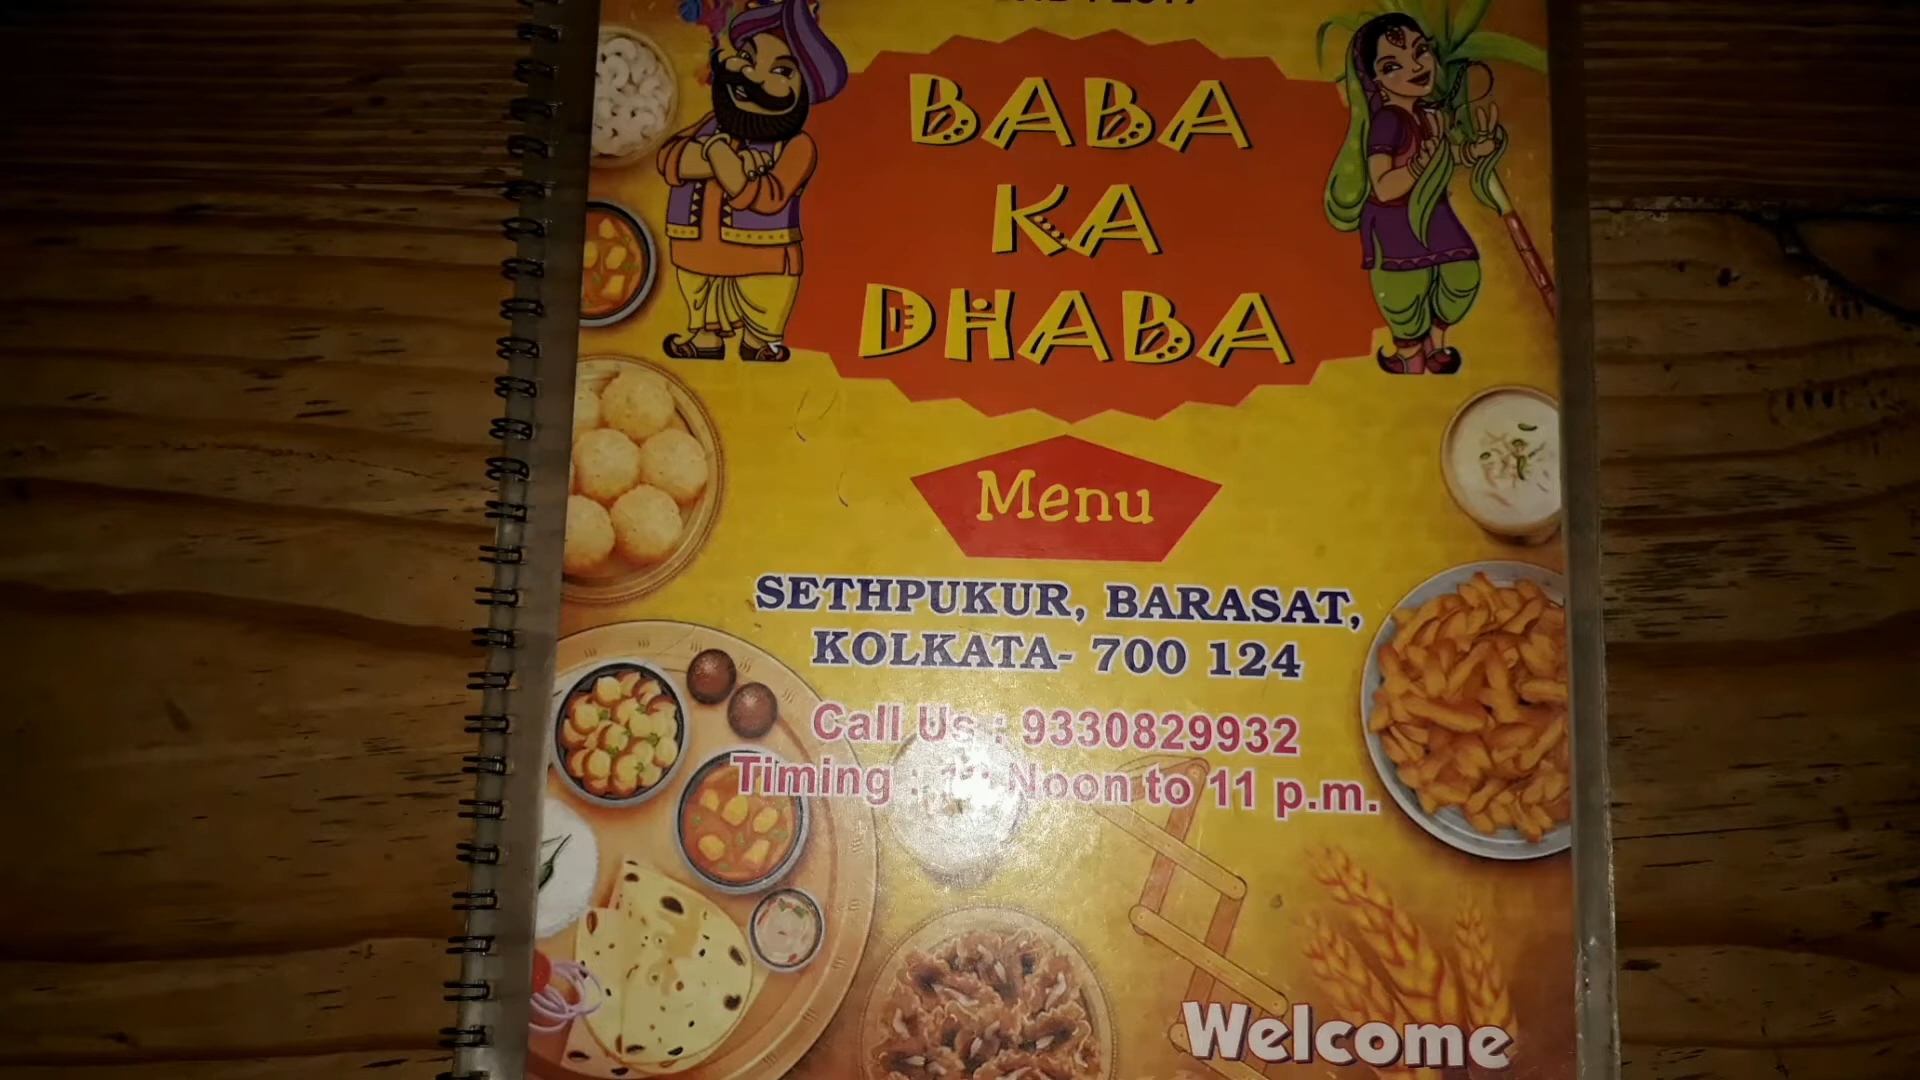 BABA
KA
DHABA
Menu
SETHPUKUR, BARASAT,
KOLKATA- 700 124
Call Us : 9330829932
Timing : Noon to 11 p.m.
Welcome